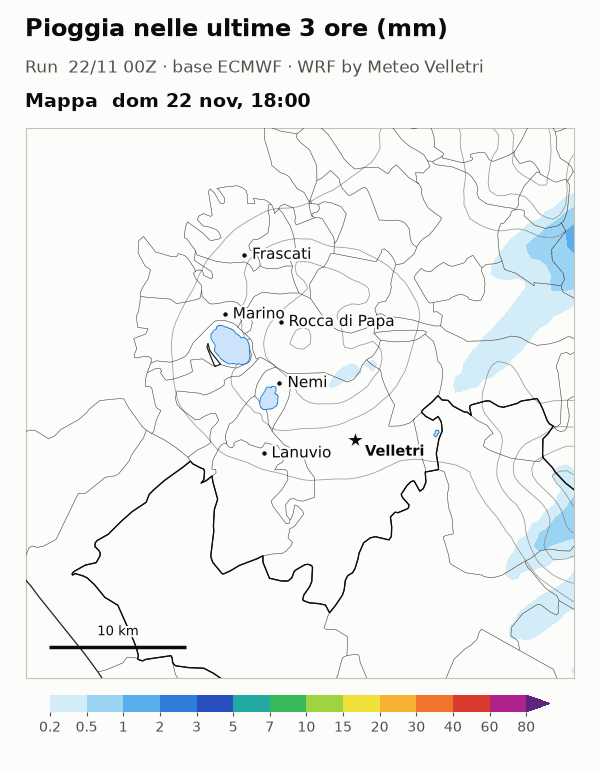 Pioggia nelle ultime 3 ore (mm)
Run  22/11 00Z · base ECMWF · WRF by Meteo Velletri
Mappa  dom 22 nov, 18:00
Frascati
Marino
Rocca di Papa
Nemi
Velletri
Lanuvio
10 km
0.2 0.5 1 2 3 5 7 10 15 20 30 40 60 80